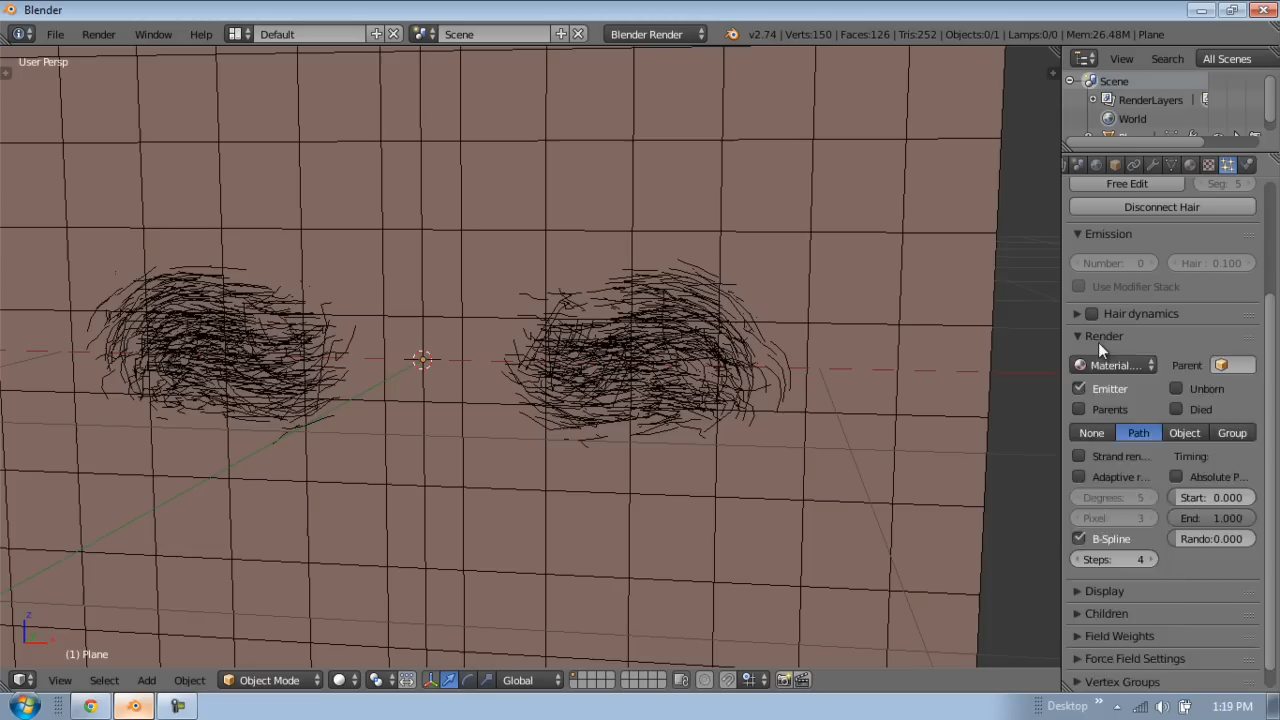 Blender
File Render Window Help Default Scene Blender Render v2.74 | Verts:150 | Faces:126 | Tris:252 | Objects:0/1 | Lamps:0/0 | Mem:26.48M | Plane
User Persp
View Search All Scenes
Scene
RenderLayers
World
Free Edit Seg: 5
Disconnect Hair
Emission
Number: 0 Hair : 0.100
Use Modifier Stack
Hair dynamics
Render
Material.... Parent
Emitter Unborn
Parents Died
None Path Object Group
Strand ren... Timing:
Adaptive r... Absolute P...
Degrees: 5 Start: 0.000
Pixel: 3 End: 1.000
B-Spline Rando:0.000
Steps: 4
Display
Children
Field Weights
Force Field Settings
Vertex Groups
z
x
(1) Plane
View Select Add Object Object Mode Global
Desktop » 1:19 PM